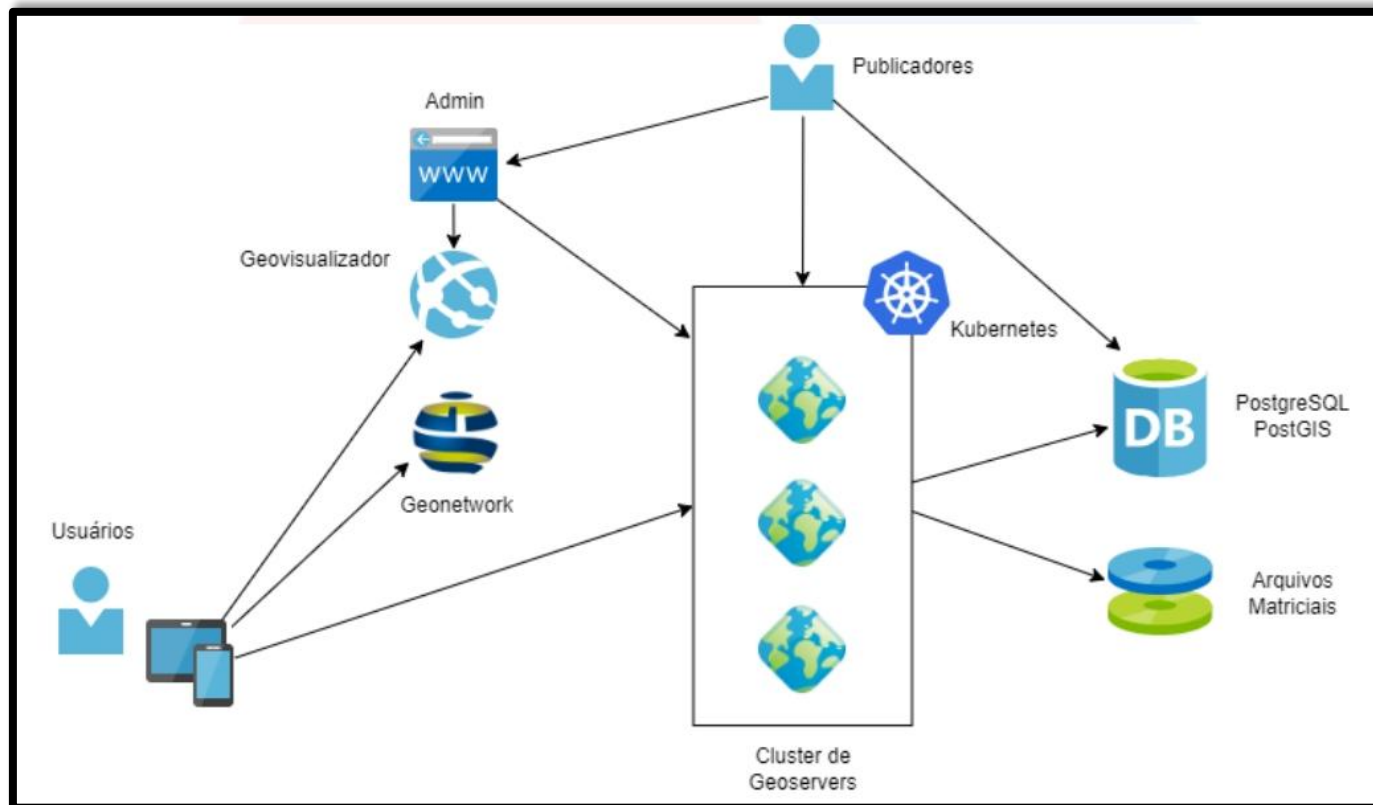 Publicadores
Admin
WWW
Geovisualizador
Kubernetes
DB
PostgreSQL
PostGIS
Geonetwork
Usuários
Arquivos
Matriciais
Cluster de
Geoservers